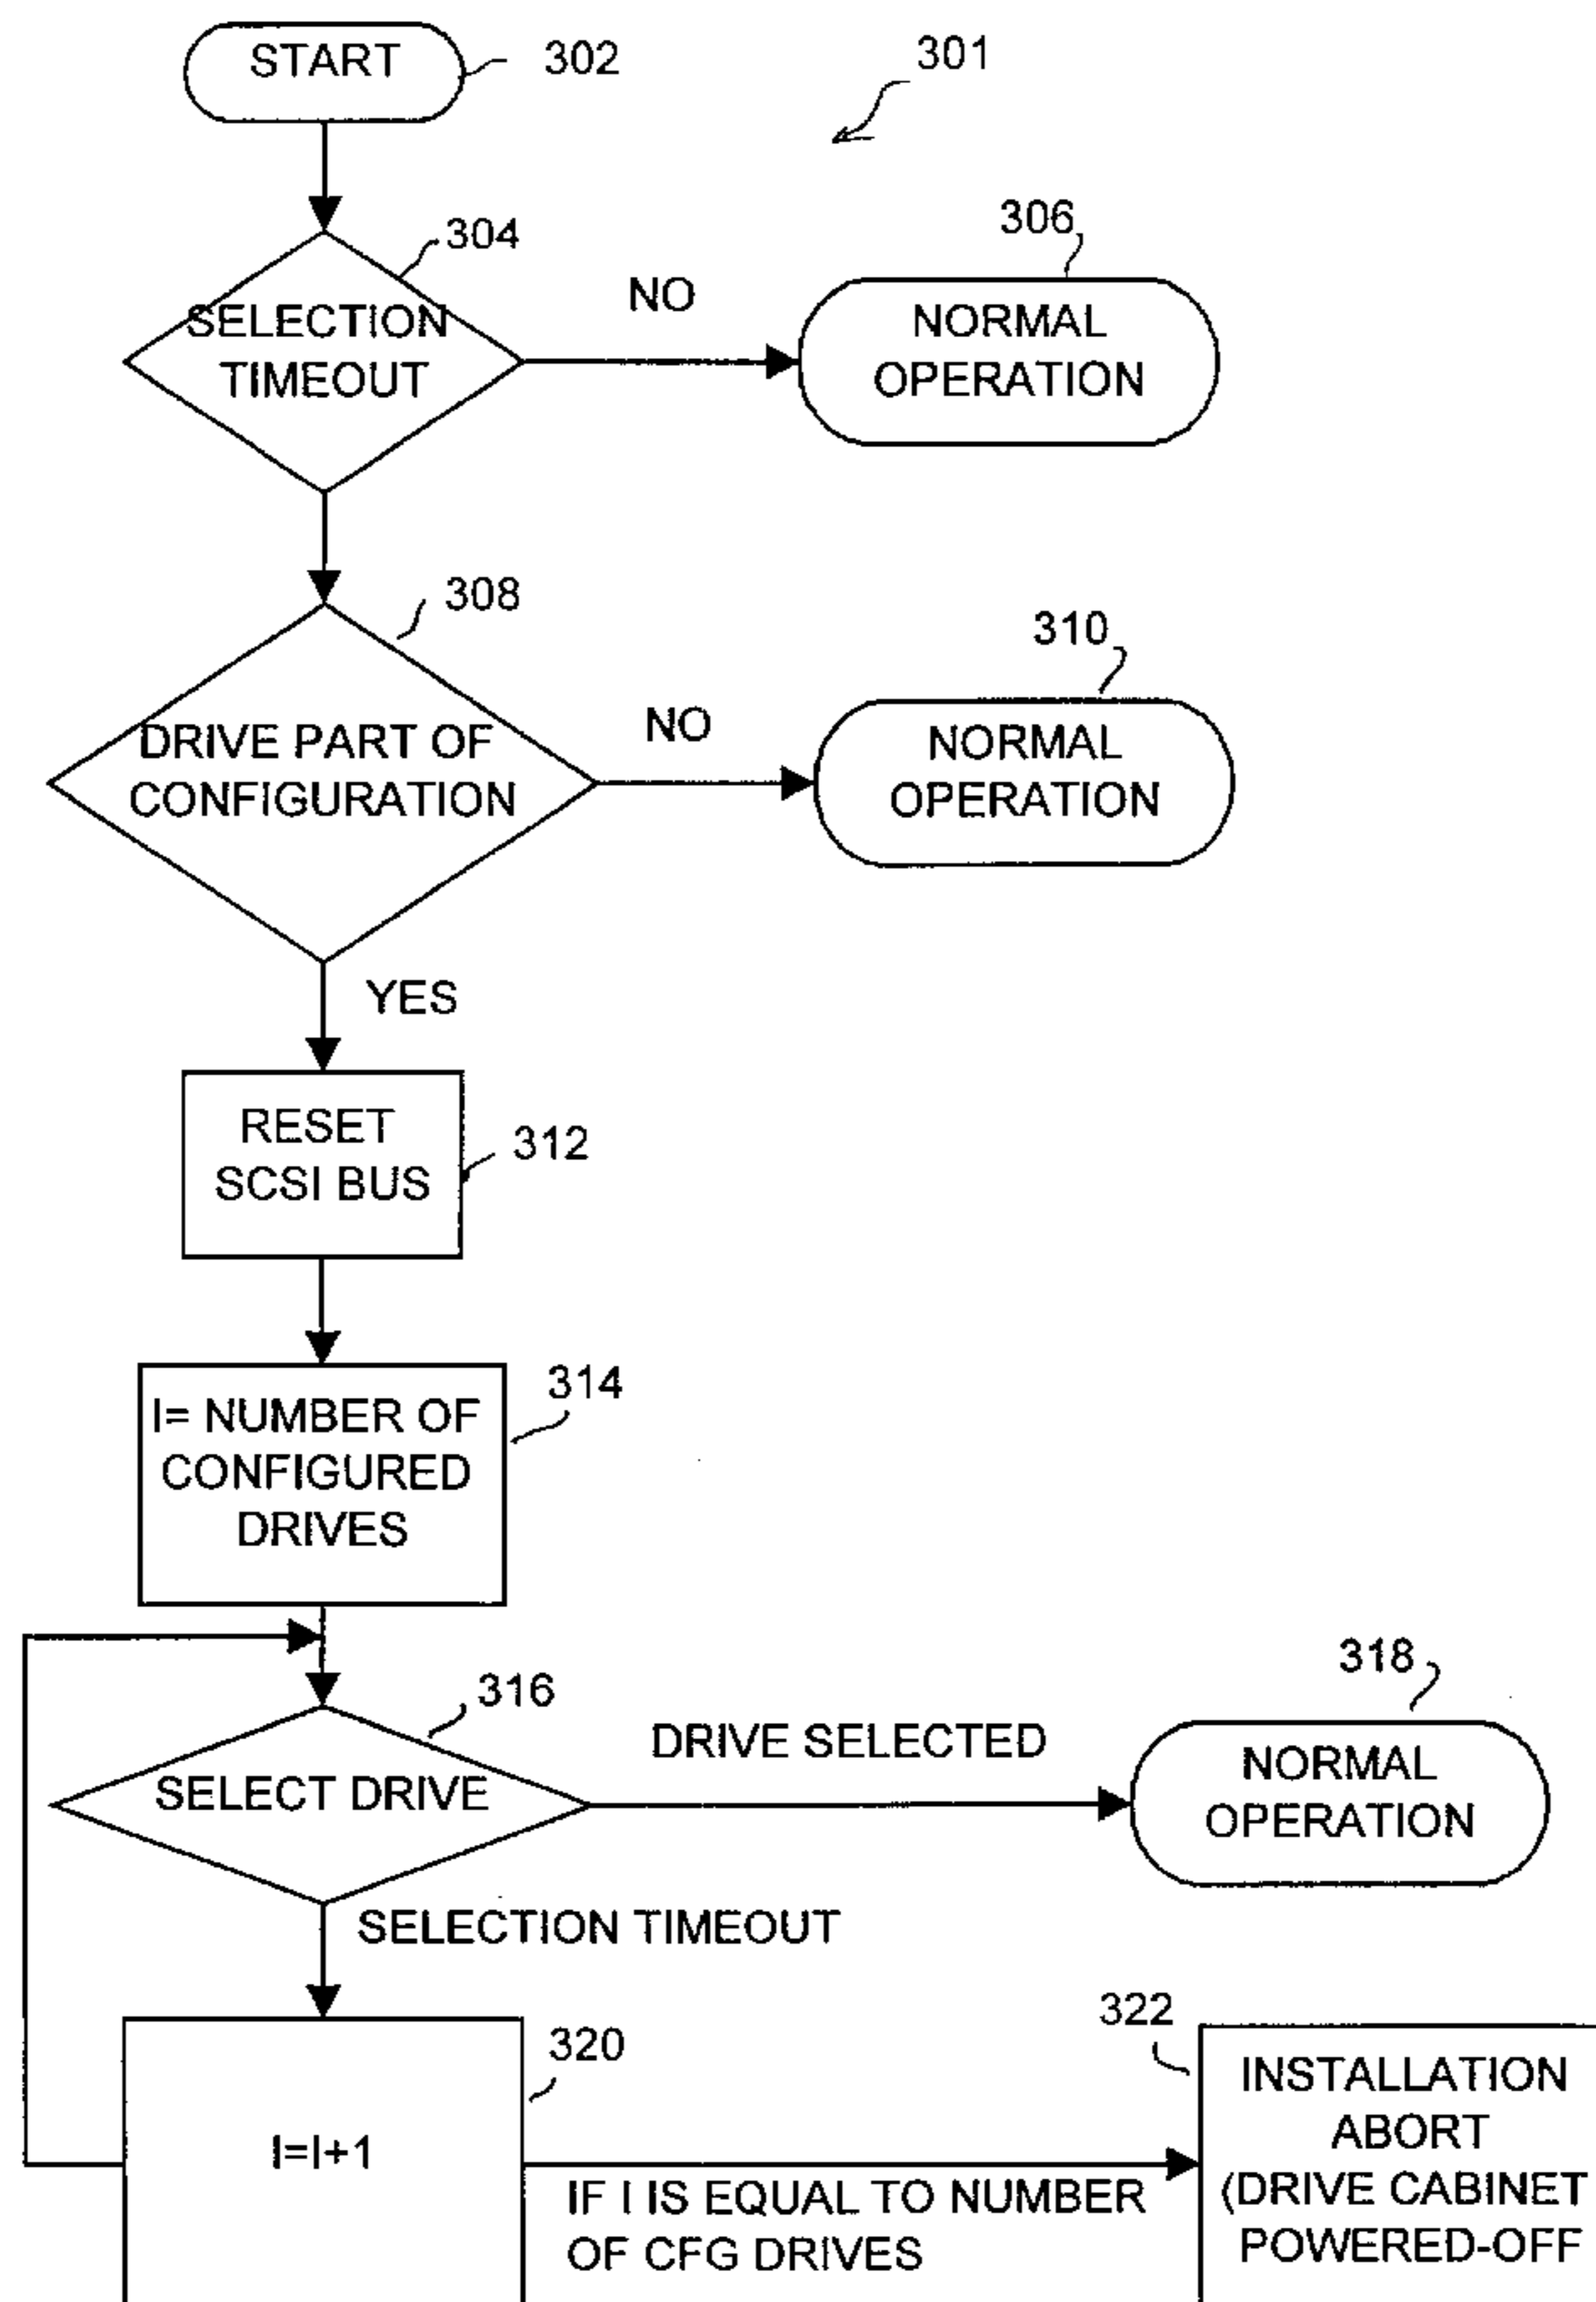 START
302
301
304
SELECTION
TIMEOUT
NO
306
NORMAL
OPERATION
308
DRIVE PART OF
CONFIGURATION
NO
310
NORMAL
OPERATION
YES
RESET
SCSI BUS
312
I= NUMBER OF
CONFIGURED
DRIVES
314
316
SELECT DRIVE
DRIVE SELECTED
318
NORMAL
OPERATION
SELECTION TIMEOUT
320
I=I+1
IF I IS EQUAL TO NUMBER
OF CFG DRIVES
322
INSTALLATION
ABORT
(DRIVE CABINET
POWERED-OFF